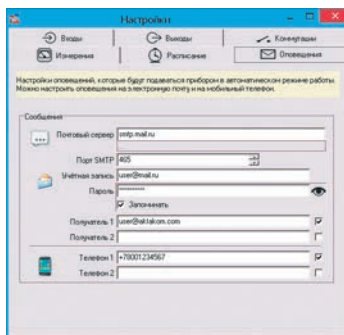 Настройки
Входы
Выходы
Коммутации
Измерения
Расписание
Оповещения
Настройки оповещений, которые будут подаваться прибором в автоматическом режиме работы.
Можно настроить оповещения на электронную почту и на мобильный телефон.
Сообщения
Почтовый сервер smtp.mail.ru
Порт SMTP 465
Учётная запись user@mail.ru
Пароль **********
Запоминать
Получатель 1 user@aktakom.com
Получатель 2
Телефон 1 +78001234567
Телефон 2